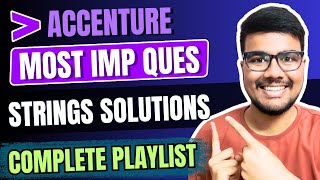 > ACCENTURE
MOST IMP QUES
STRINGS SOLUTIONS
COMPLETE PLAYLIST